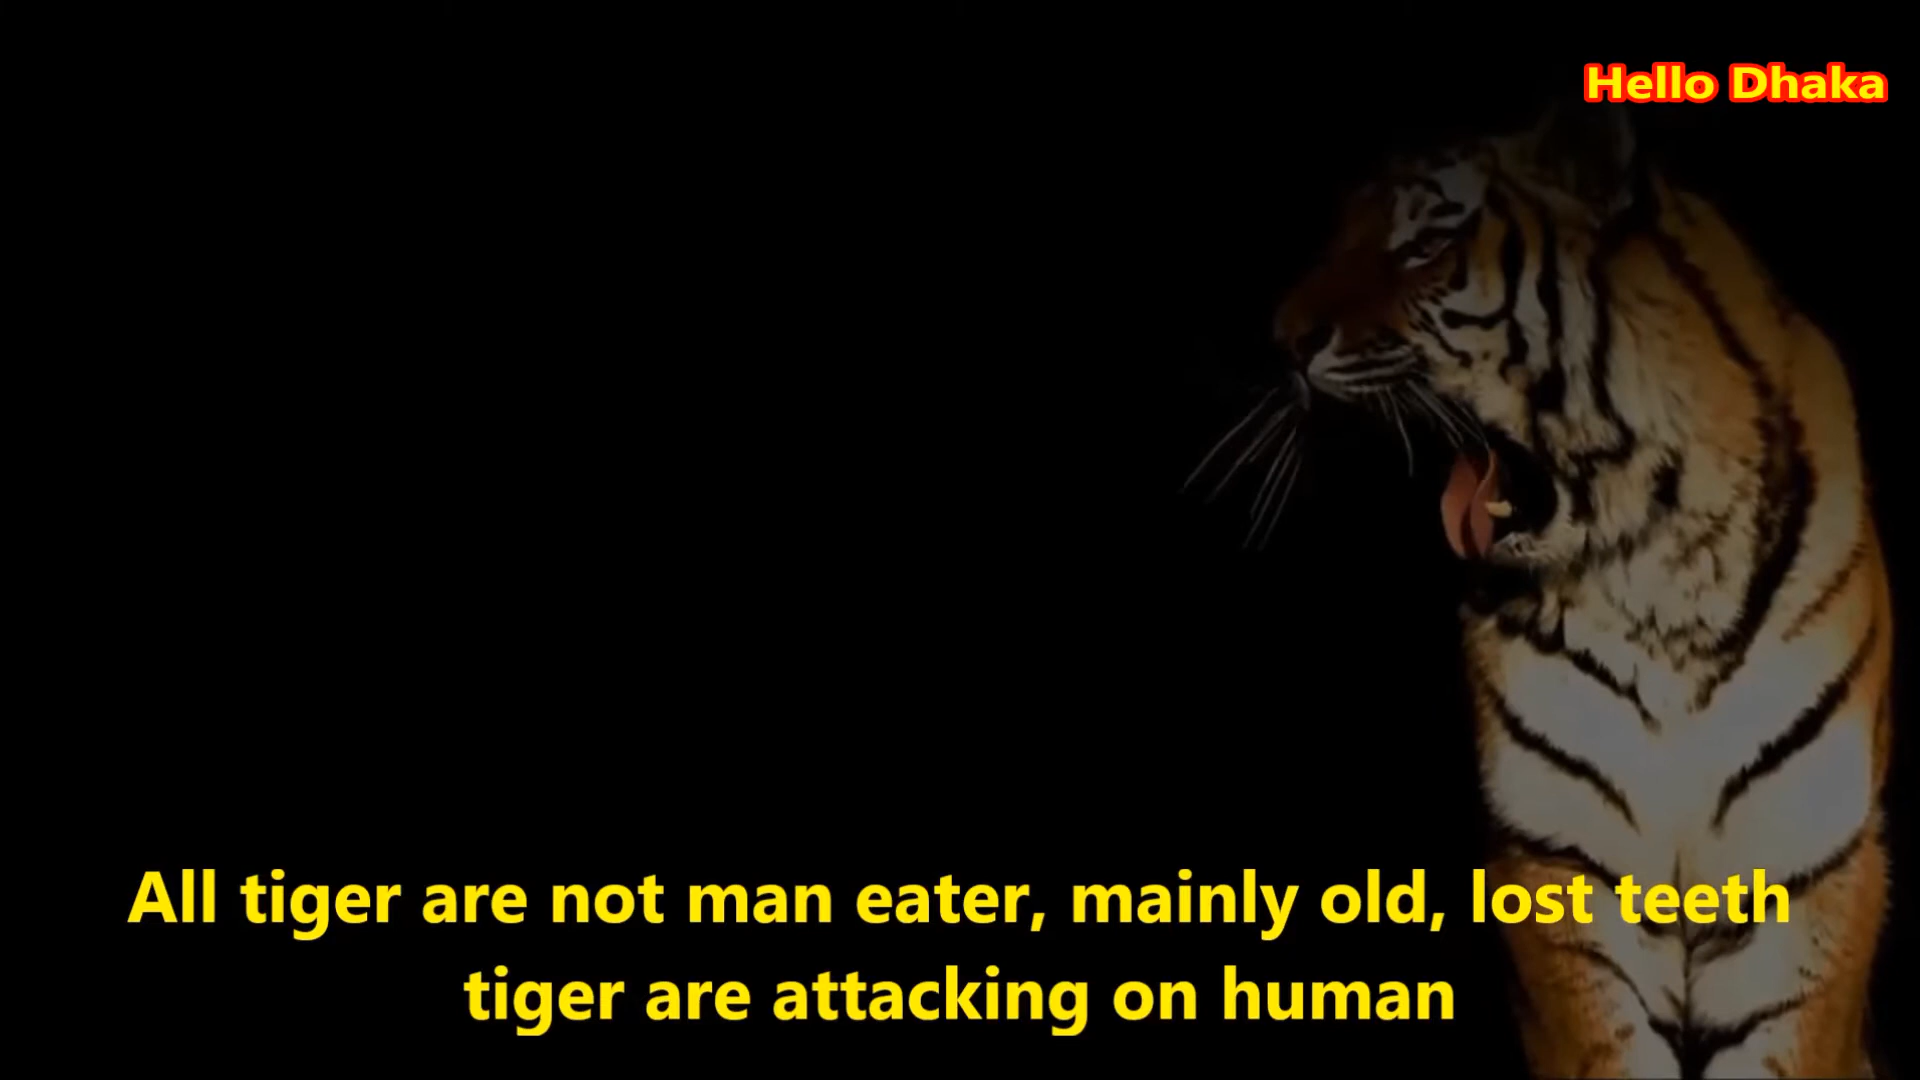 Hello Dhaka
All tiger are not man eater, mainly old, lost teeth
tiger are attacking on human